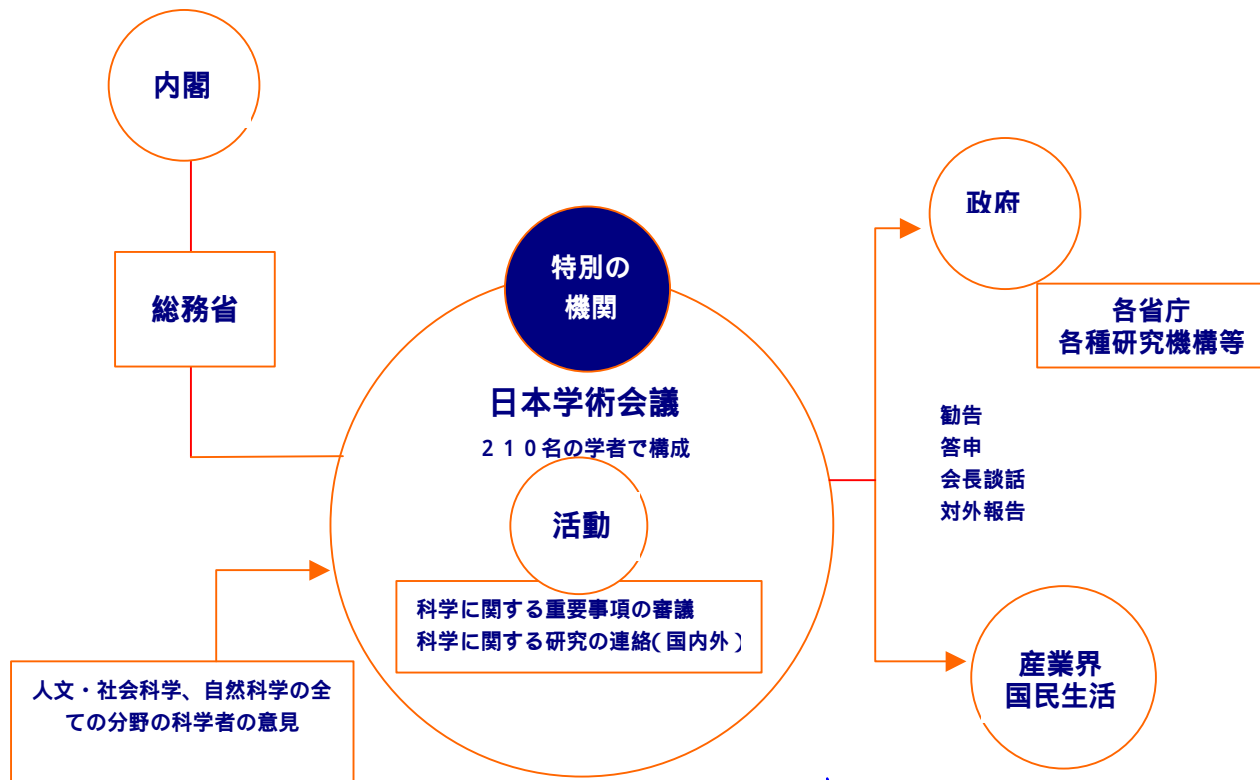 内閣
総務省
特別の
機関
日本学術会議
２１０名の学者で構成
活動
科学に関する重要事項の審議
科学に関する研究の連絡(国内外)
人文・社会科学、自然科学の全
ての分野の科学者の意見
政府
各省庁
各種研究機構等
勧告
答申
会長談話
対外報告
産業界
国民生活